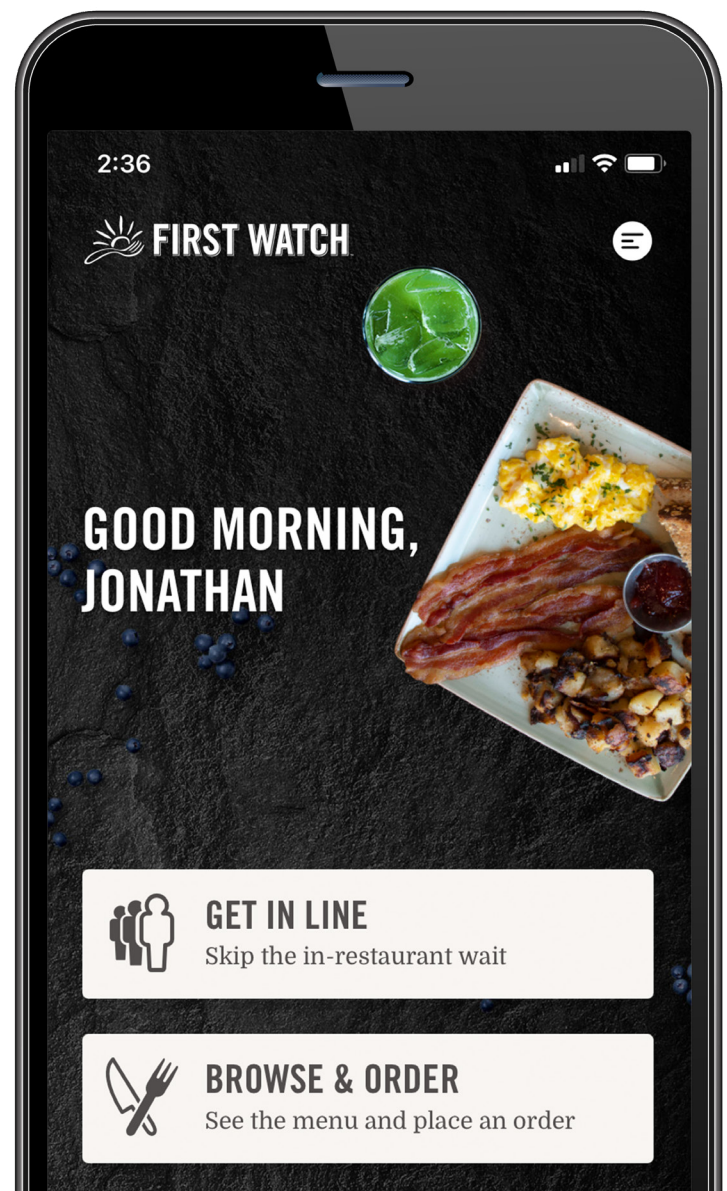 2:36
FIRST WATCH
GOOD MORNING,
JONATHAN
GET IN LINE
Skip the in-restaurant wait
BROWSE & ORDER
See the menu and place an order